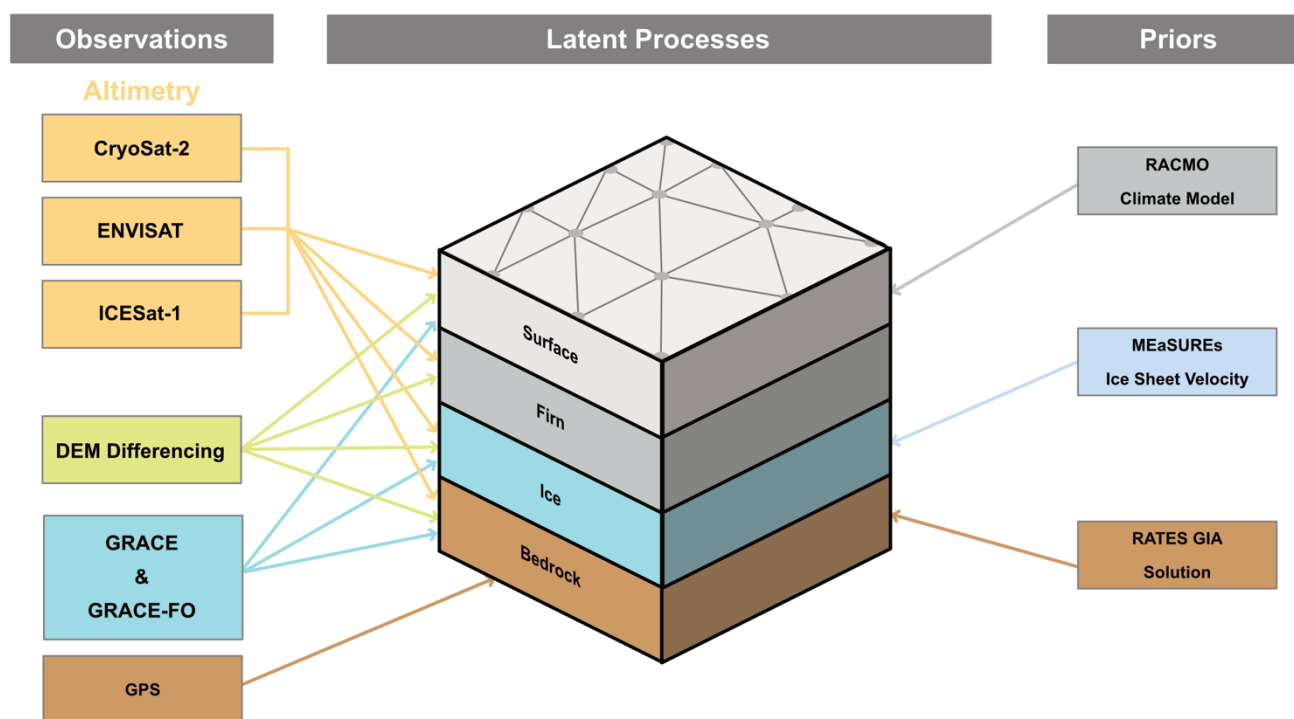 Observations
Latent Processes
Priors
Altimetry
CryoSat-2
ENVISAT
ICESat-1
DEM Differencing
GRACE
&
GRACE-FO
GPS
Surface
Firn
Ice
Bedrock
RACMO
Climate Model
MEaSUREs
Ice Sheet Velocity
RATES GIA
Solution